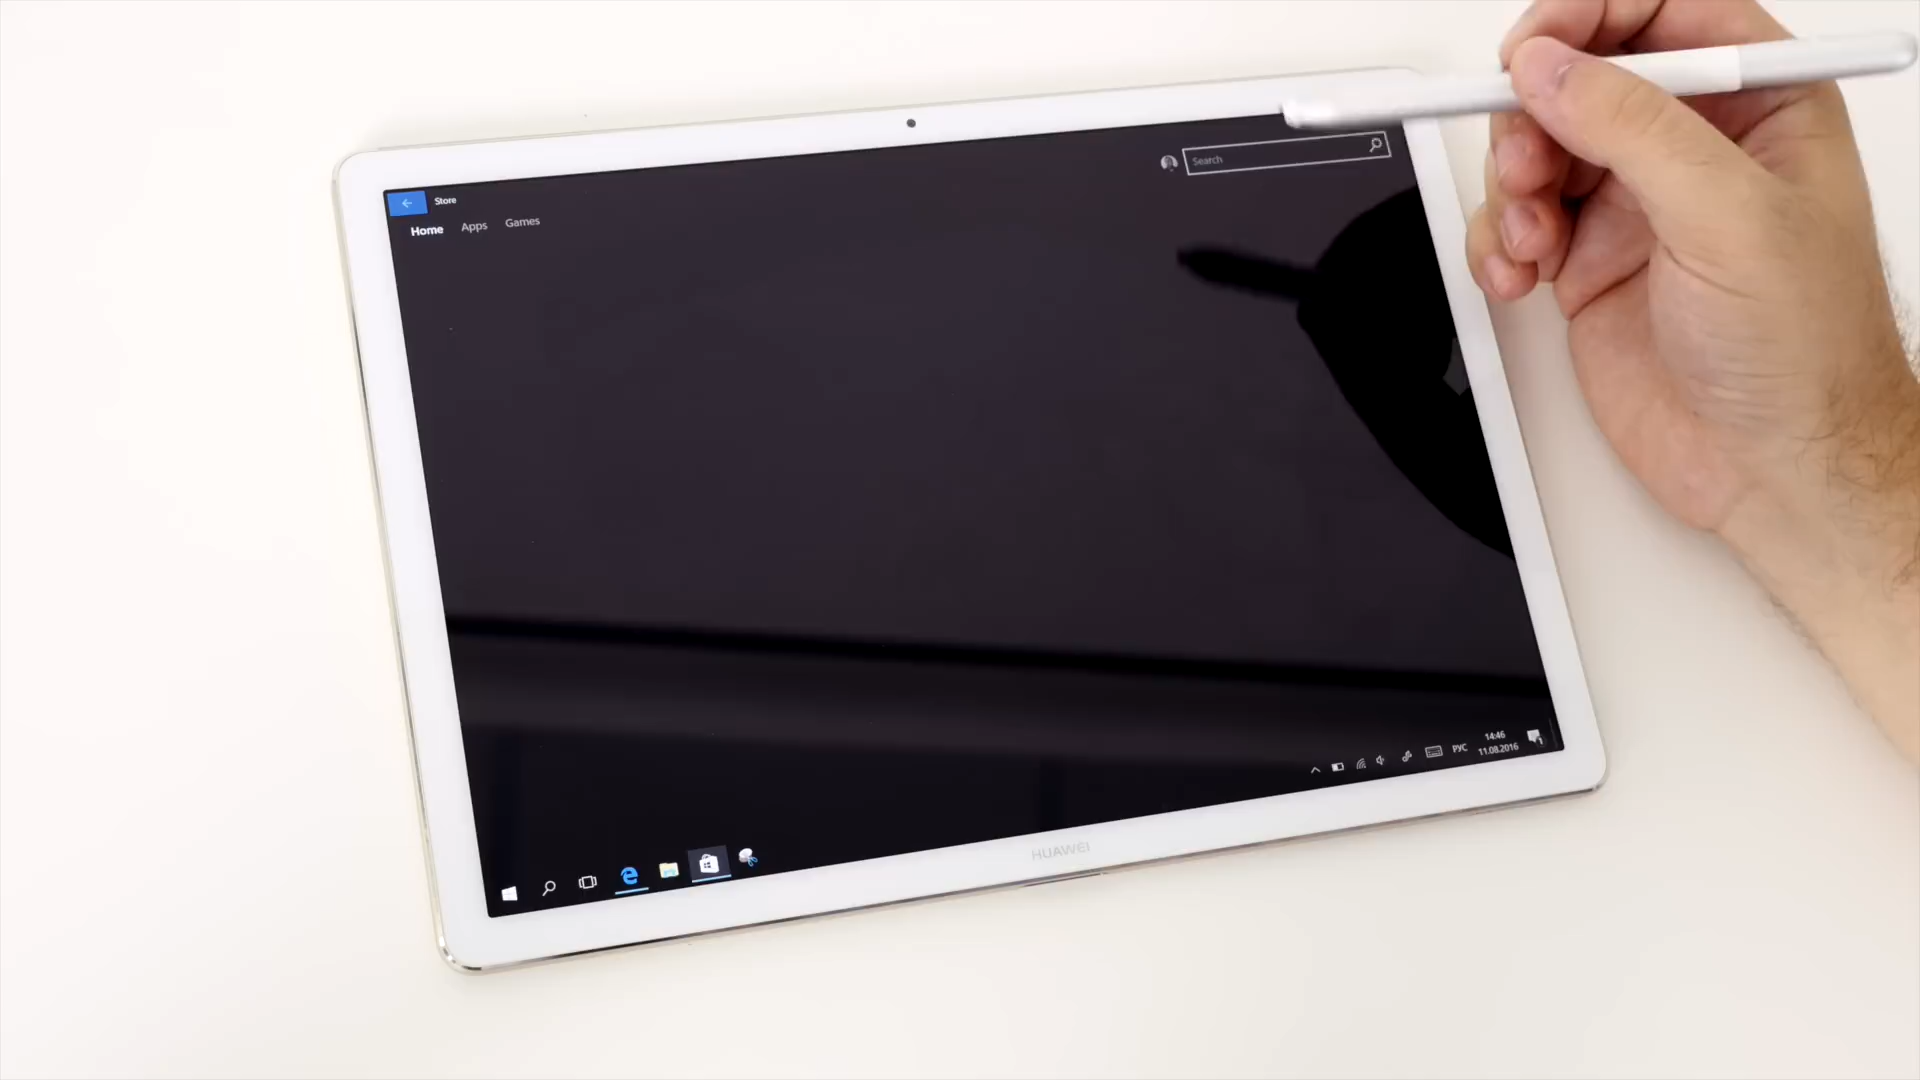 Store
Search
Home Apps Games
14:46
РУС
11.08.2016
HUAWEI